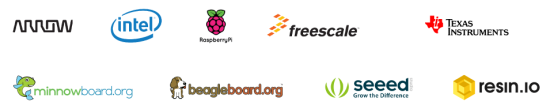 ARROW
intel
RaspberryPi
freescale
TEXAS
INSTRUMENTS
minnowboard.org
beagleboard.org
seeed
Grow the Difference
resin.io